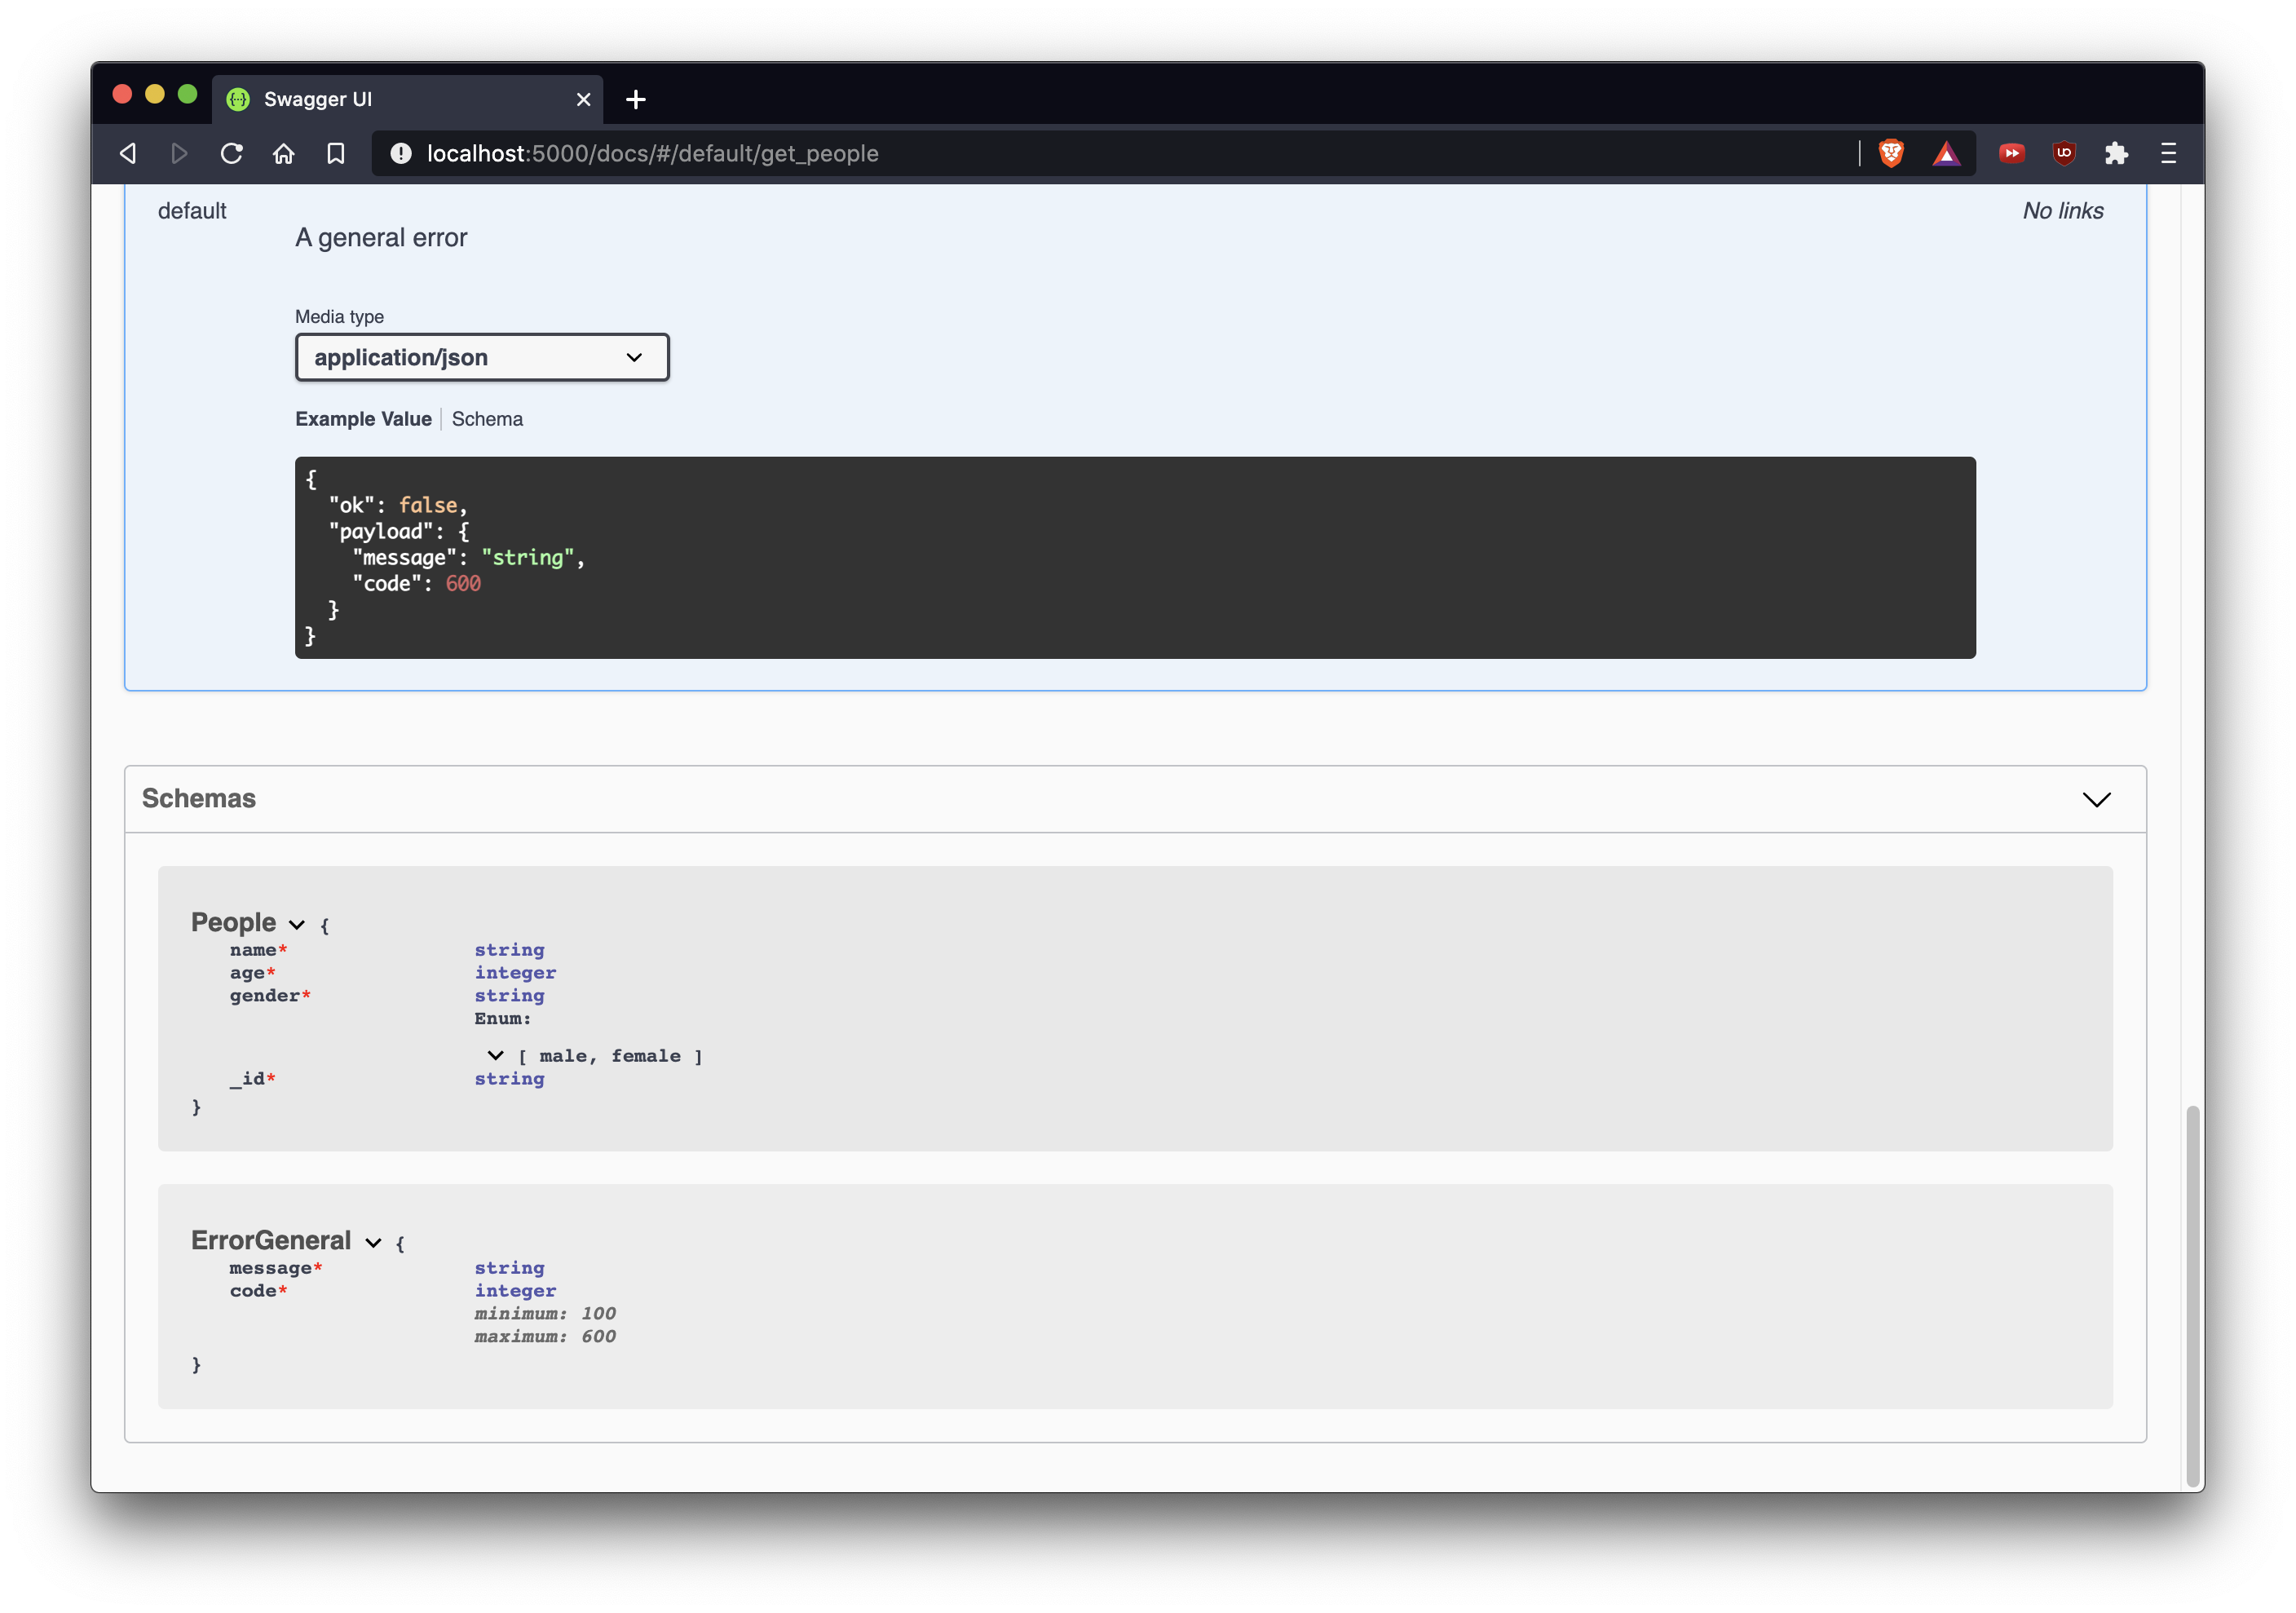 Swagger UI
localhost:5000/docs/#/default/get_people
default
No links
A general error
Media type
application/json
Example Value
Schema
{
"ok": false,
"payload": {
"message": "string",
"code": 600
}
}
Schemas
People {
name* string
age* integer
gender* string
Enum:
[ male, female ]
_id* string
}
ErrorGeneral {
message* string
code* integer
minimum: 100
maximum: 600
}